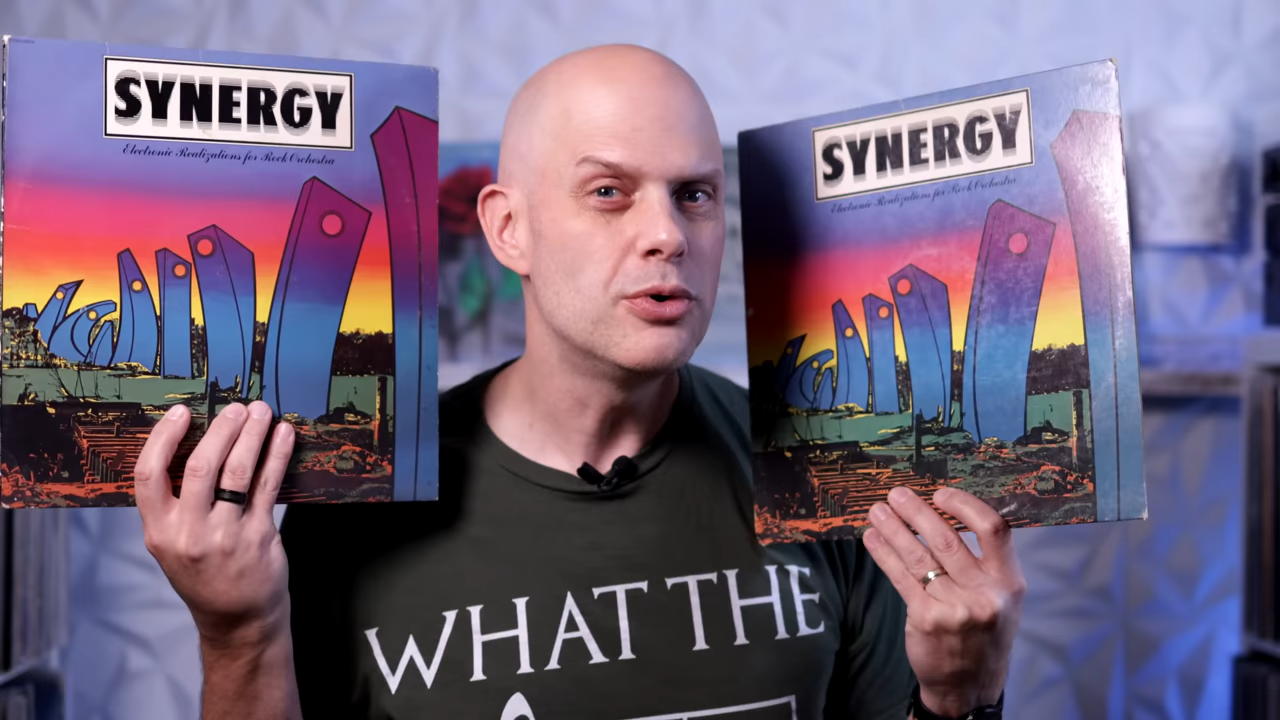 SYNERGY
Electronic Realizations for Rock Orchestra
SYNERGY
Electronic Realizations for Rock Orchestra
WHAT THE